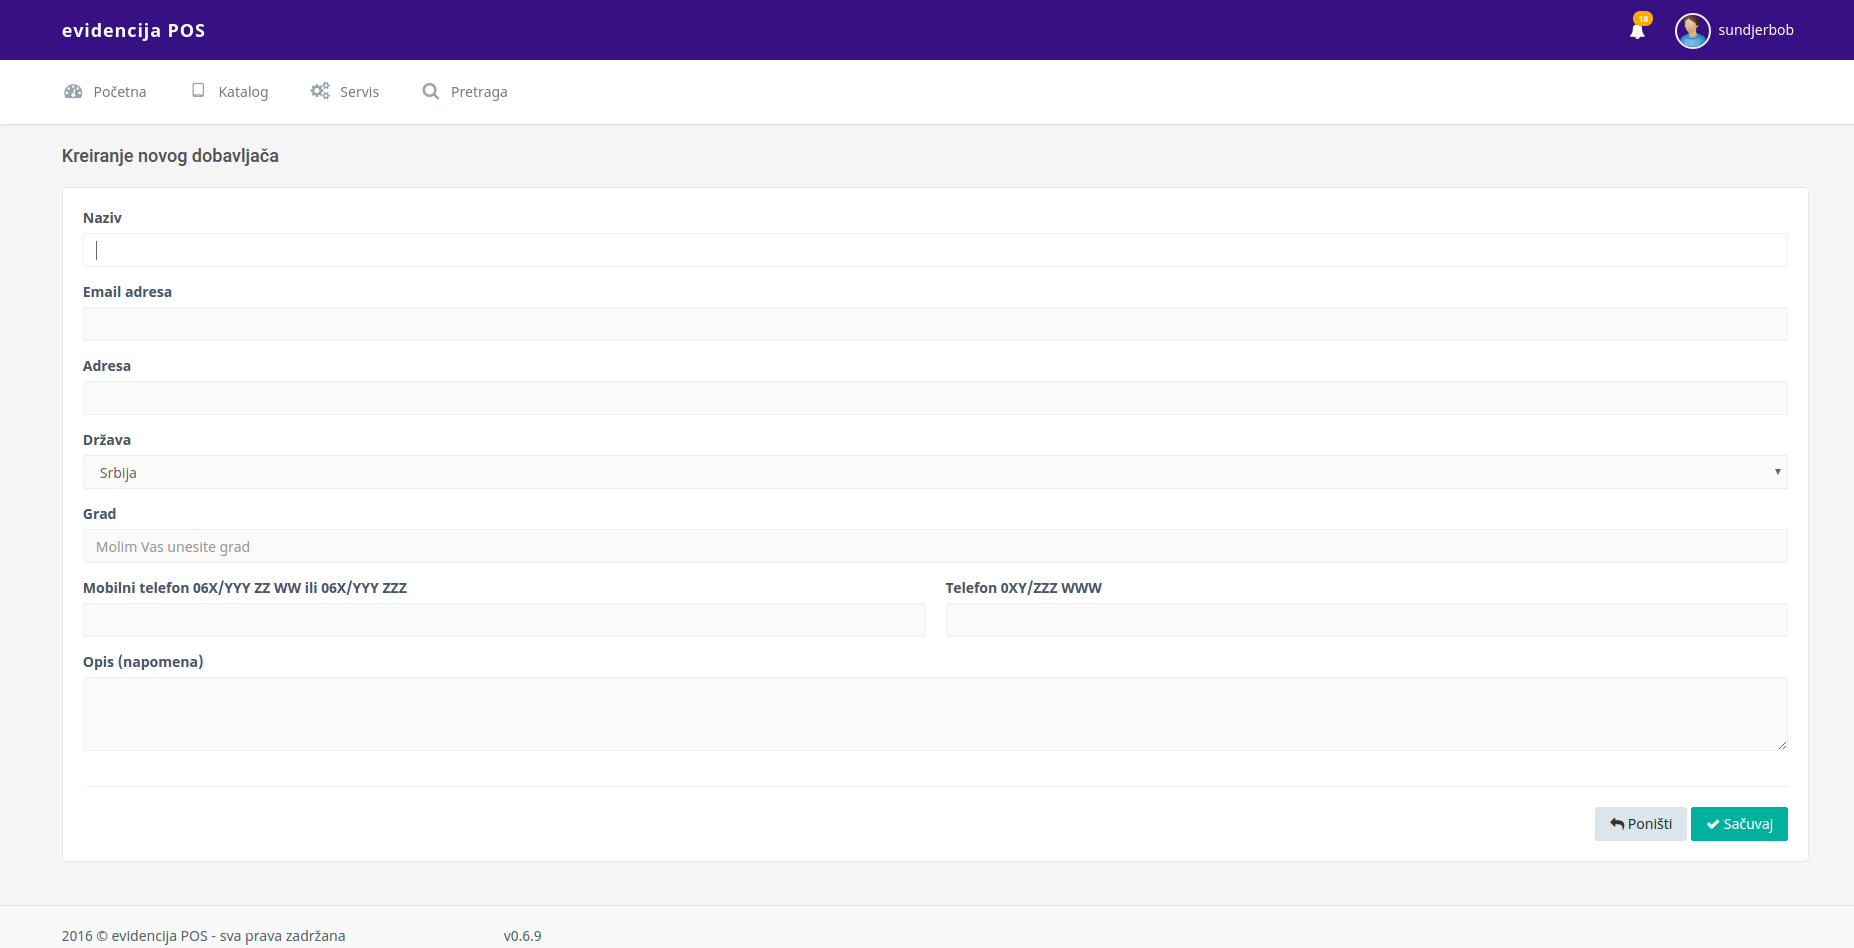 evidencija POS
18
sundjerbob
Početna Katalog Servis Pretraga
Kreiranje novog dobavljača
Naziv
Email adresa
Adresa
Država
Srbija
Grad
Molim Vas unesite grad
Mobilni telefon 06X/YYY ZZ WW ili 06X/YYY ZZZ Telefon 0XY/ZZZ WWW
Opis (napomena)
Poništi Sačuvaj
2016 © evidencija POS - sva prava zadržana v0.6.9